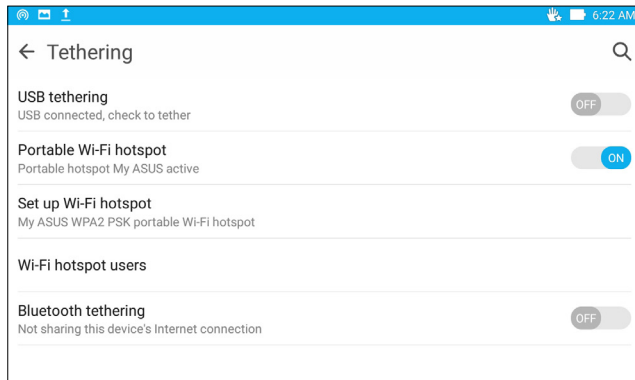 6:22 AM
Tethering
USB tethering
OFF
USB connected, check to tether
Portable Wi-Fi hotspot
ON
Portable hotspot My ASUS active
Set up Wi-Fi hotspot
My ASUS WPA2 PSK portable Wi-Fi hotspot
Wi-Fi hotspot users
Bluetooth tethering
OFF
Not sharing this device's Internet connection